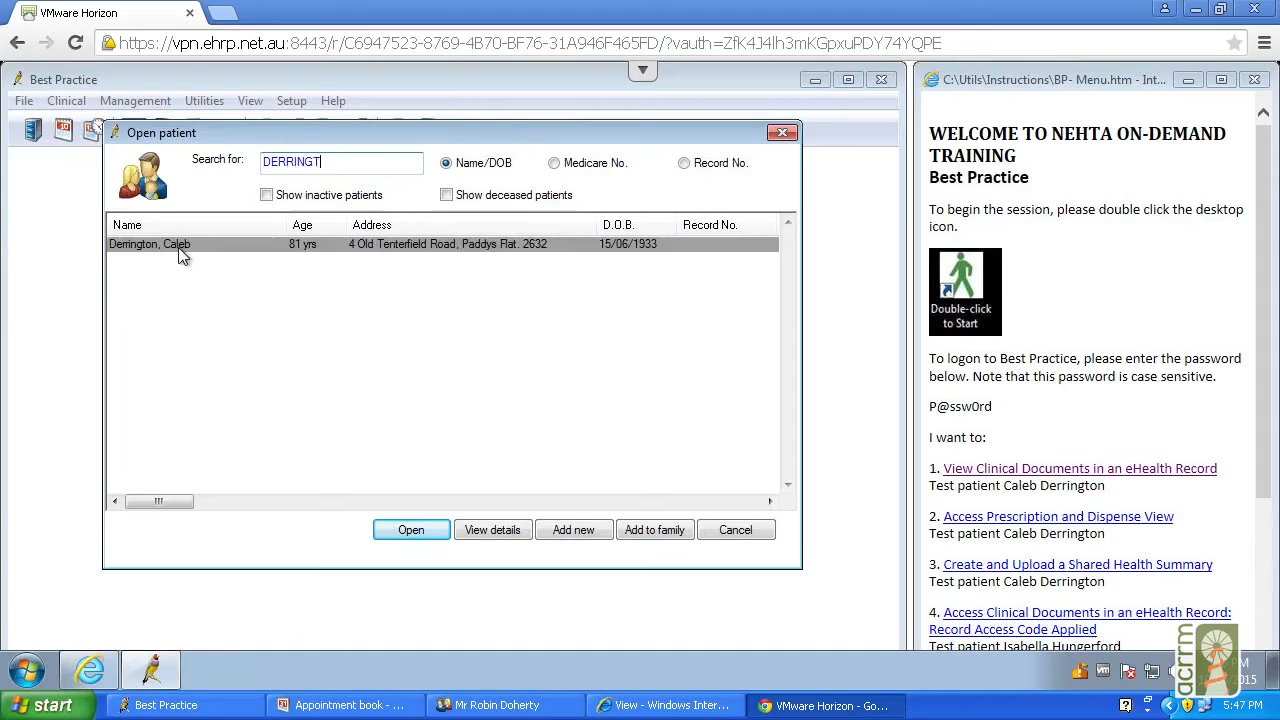 VMware Horizon
https://vpn.ehrp.net.au:8443/r/C6947523-8769-4B70-BF76-31A946F465FD/?vauth=ZfK4J4lh3mKGpxuPDY74YQPE
Best Practice
File Clinical Management Utilities View Setup Help
Open patient
Search for: DERRINGT Name/DOB Medicare No. Record No.
Show inactive patients Show deceased patients
Name Age Address D.O.B. Record No.
Derrington, Caleb 81 yrs 4 Old Tenterfield Road, Paddys Flat. 2632 15/06/1933
Open View details Add new Add to family Cancel
C:\Utils\Instructions\BP- Menu.htm - Int...
WELCOME TO NEHTA ON-DEMAND
TRAINING
Best Practice
To begin the session, please double click the desktop
icon.
Double-click
to Start
To logon to Best Practice, please enter the password
below. Note that this password is case sensitive.
P@ssw0rd
I want to:
1. View Clinical Documents in an eHealth Record
Test patient Caleb Derrington
2. Access Prescription and Dispense View
Test patient Caleb Derrington
3. Create and Upload a Shared Health Summary
Test patient Caleb Derrington
4. Access Clinical Documents in an eHealth Record:
Record Access Code Applied
Test patient Isabella Hungerford
acrrm
PM
2015
start Best Practice Appointment book - ... Mr Robin Doherty View - Windows Inter... VMware Horizon - Go... 5:47 PM